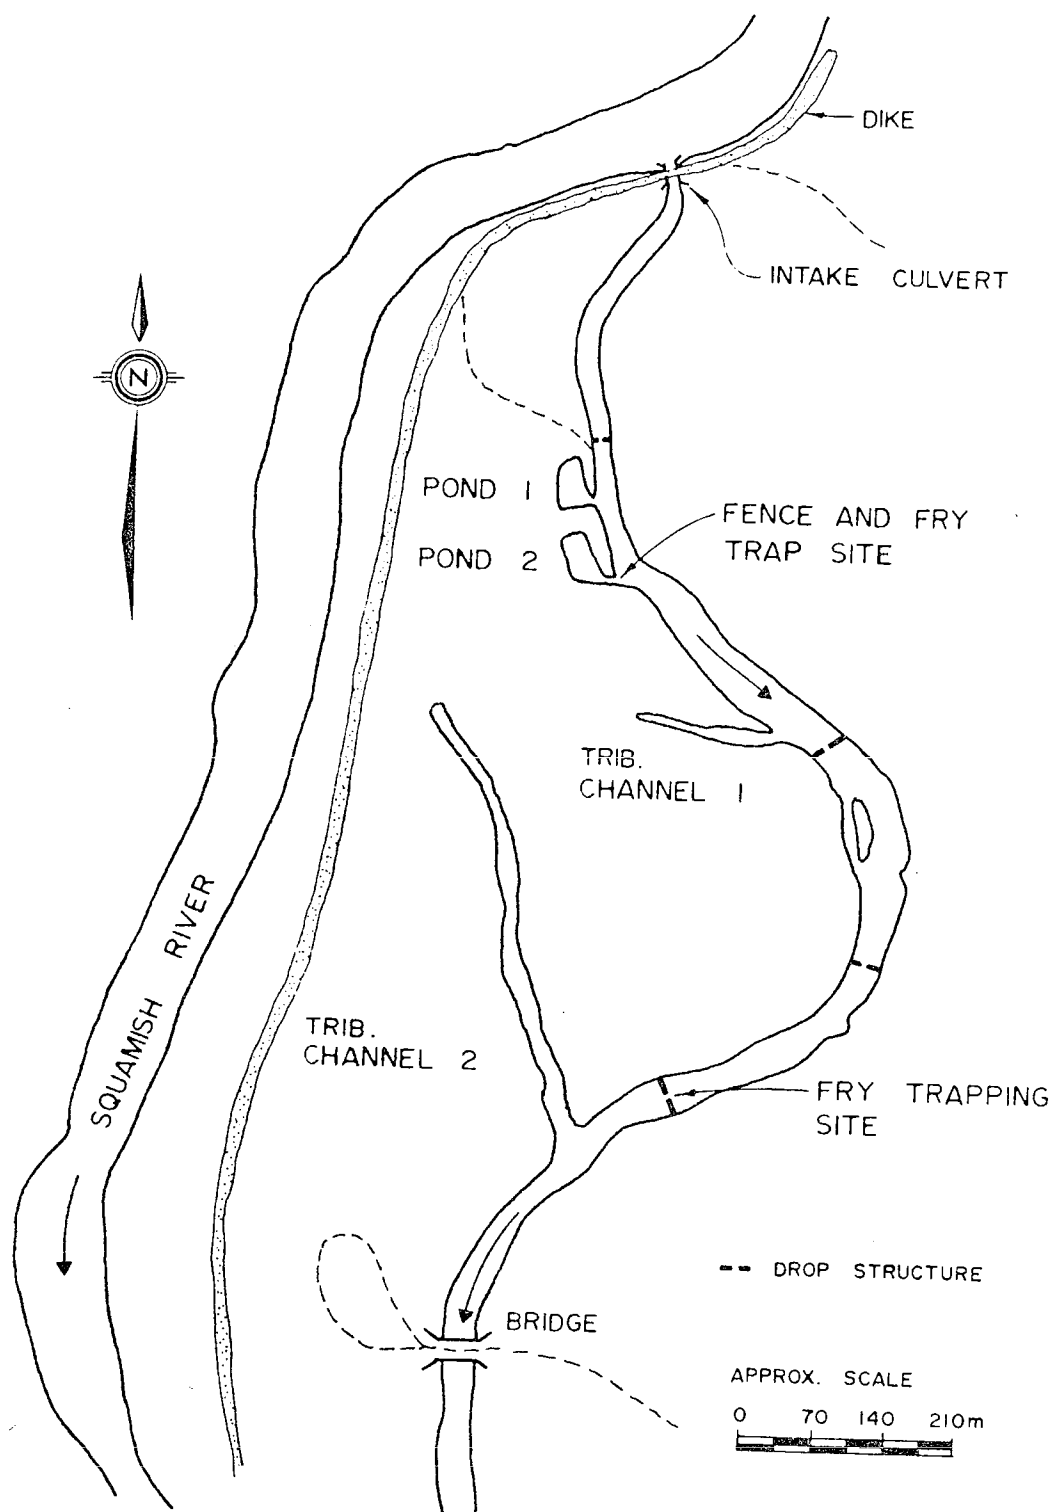 DIKE
INTAKE CULVERT
N
POND 1
FENCE AND FRY
TRAP SITE
POND 2
TRIB.
CHANNEL 1
SQUAMISH RIVER
TRIB.
CHANNEL 2
FRY TRAPPING
SITE
DROP STRUCTURE
BRIDGE
APPROX. SCALE
0 70 140 210m